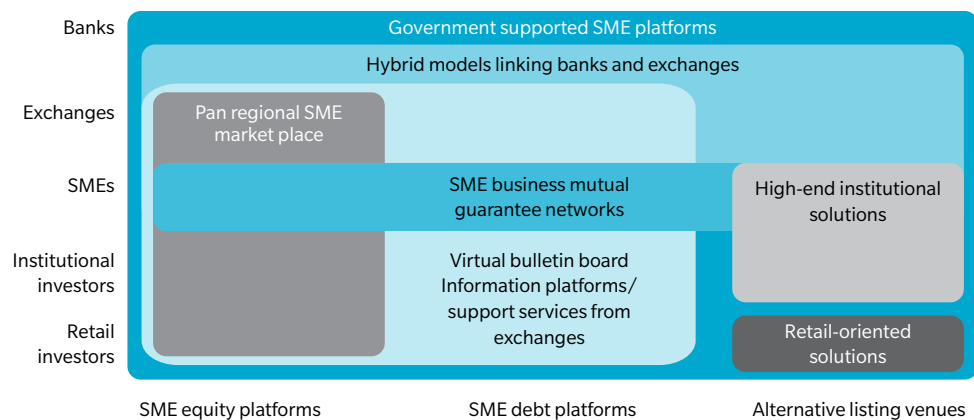 Banks
Government supported SME platforms
Hybrid models linking banks and exchanges
Exchanges
Pan regional SME
market place
SMEs
SME business mutual
guarantee networks
High-end institutional
solutions
Institutional
investors
Virtual bulletin board
Information platforms/
support services from
exchanges
Retail
investors
Retail-oriented
solutions
SME equity platforms
SME debt platforms
Alternative listing venues